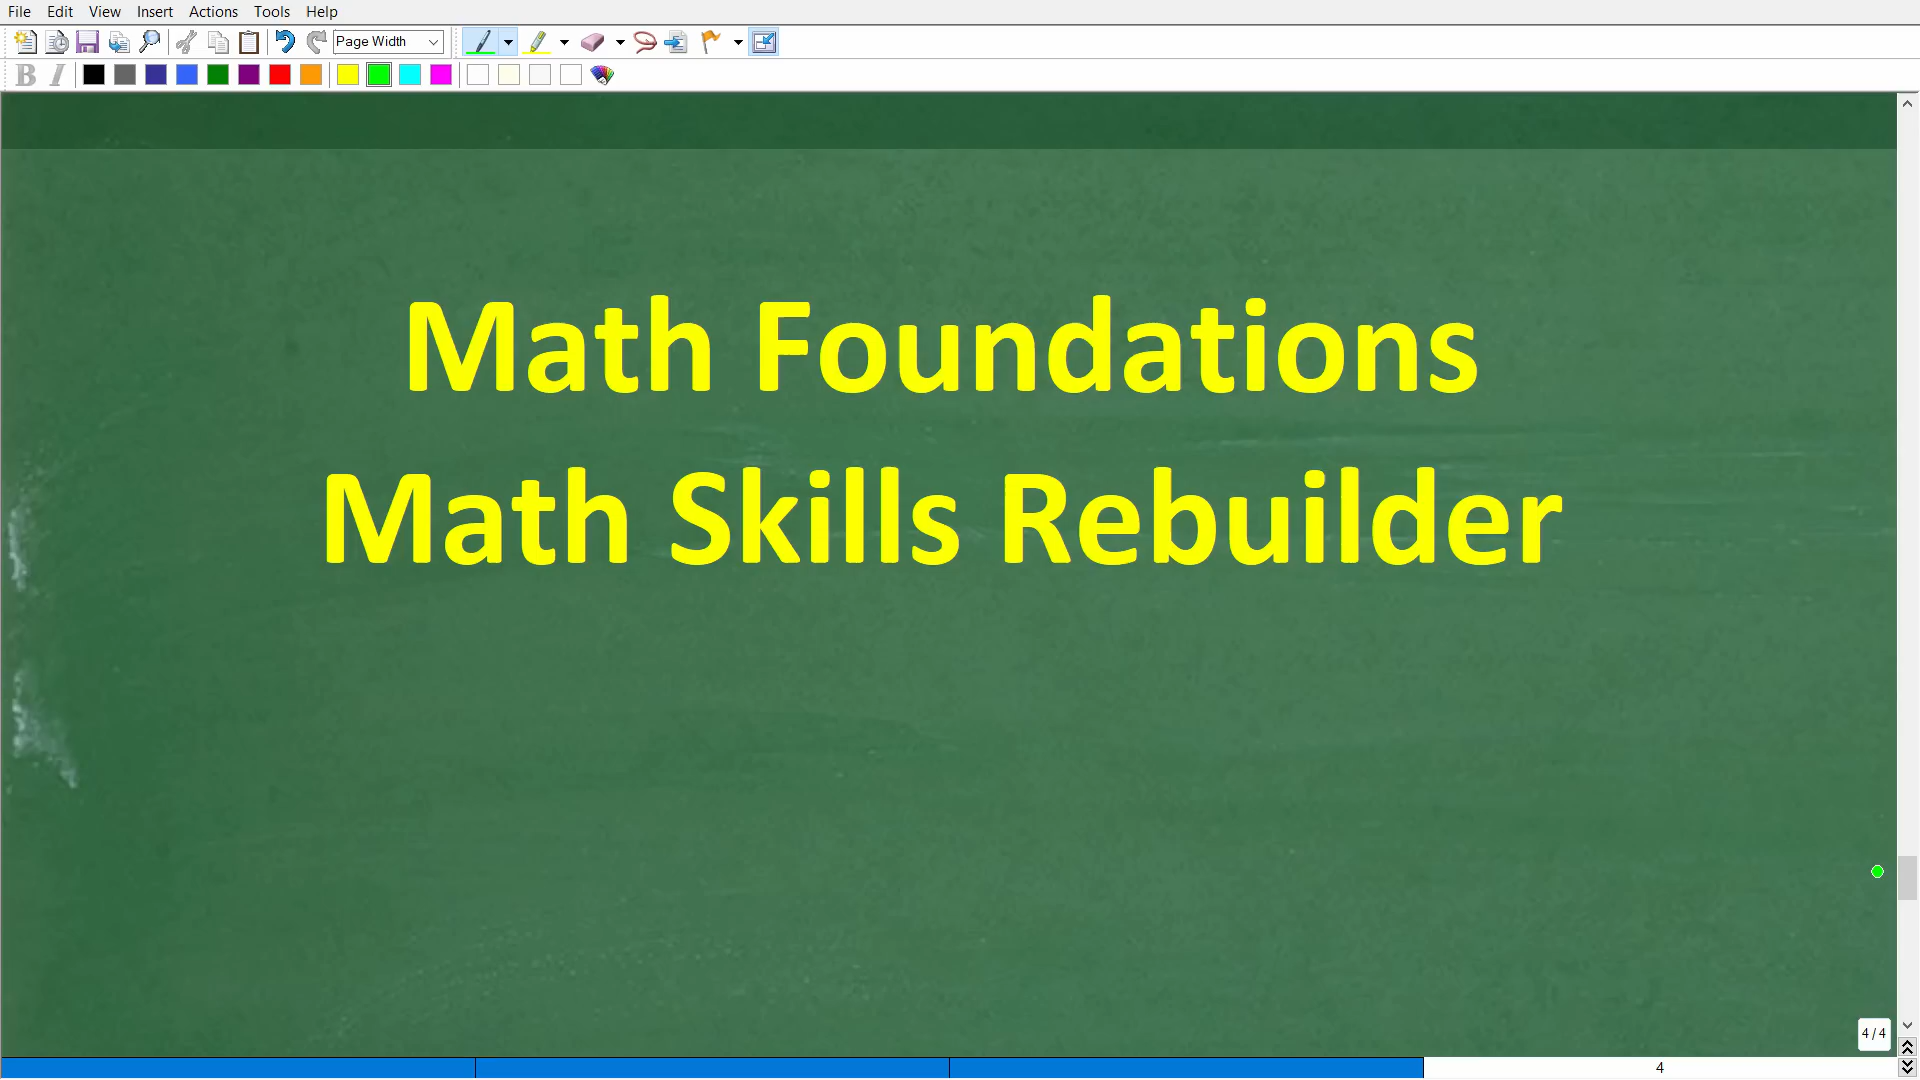 File Edit View Insert Actions Tools Help
Page Width
B I
Math Foundations
Math Skills Rebuilder
4 / 4
4